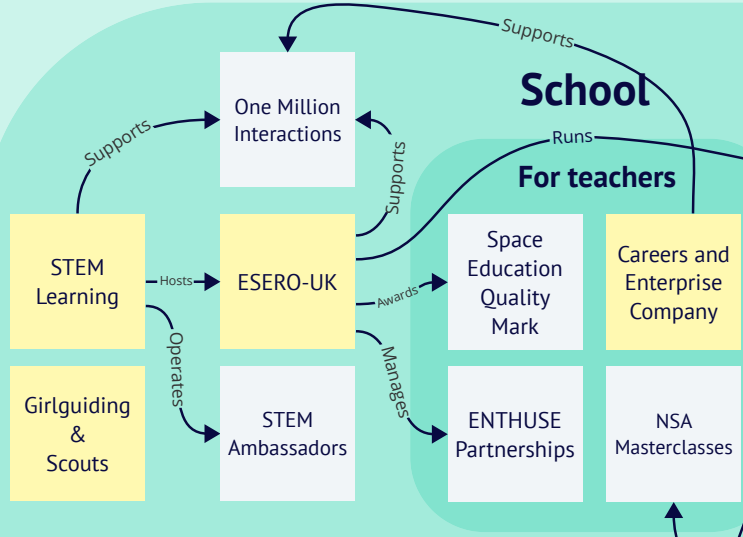 Supports
School
One Million
Interactions
Supports
Runs
Supports
For teachers
STEM
Learning
Hosts
ESERO-UK
Awards
Space
Education
Quality
Mark
Careers and
Enterprise
Company
Operates
Manages
Girlguiding
&
Scouts
STEM
Ambassadors
ENTHUSE
Partnerships
NSA
Masterclasses